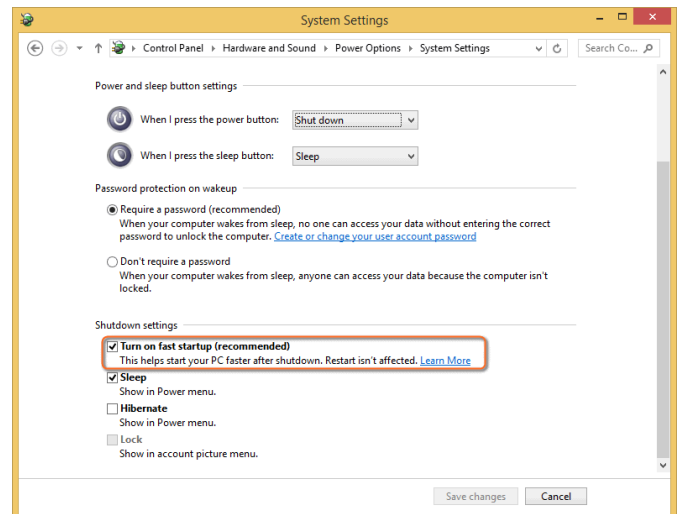 System Settings
Control Panel ▸ Hardware and Sound ▸ Power Options ▸ System Settings
Search Co...
Power and sleep button settings
When I press the power button: Shut down
When I press the sleep button: Sleep
Password protection on wakeup
Require a password (recommended)
When your computer wakes from sleep, no one can access your data without entering the correct
password to unlock the computer. Create or change your user account password
Don't require a password
When your computer wakes from sleep, anyone can access your data because the computer isn't
locked.
Shutdown settings
Turn on fast startup (recommended)
This helps start your PC faster after shutdown. Restart isn't affected. Learn More
Sleep
Show in Power menu.
Hibernate
Show in Power menu.
Lock
Show in account picture menu.
Save changes Cancel